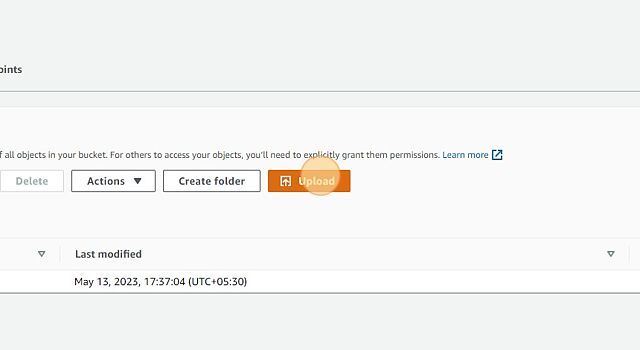 oints
f all objects in your bucket. For others to access your objects, you'll need to explicitly grant them permissions. Learn more
Delete Actions Create folder Upload
Last modified
May 13, 2023, 17:37:04 (UTC+05:30)